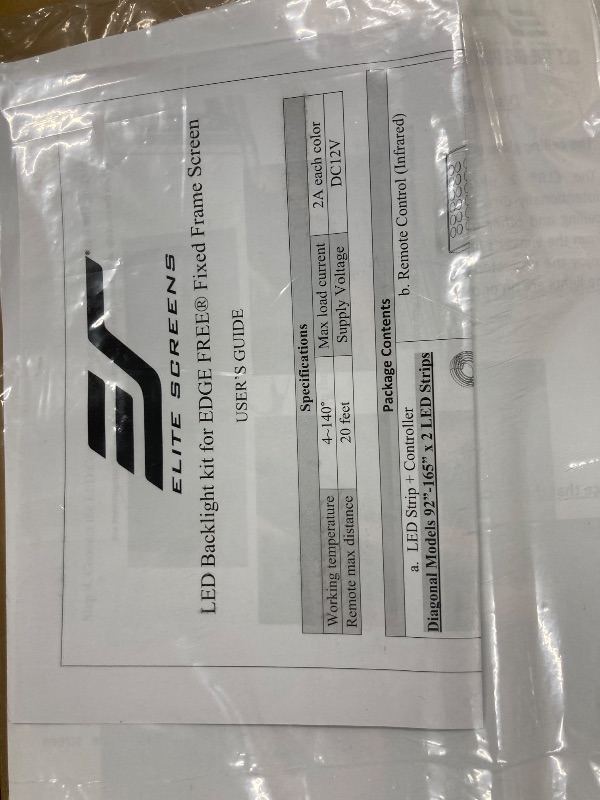 ELITE SCREENS®
LED Backlight kit for EDGE FREE® Fixed Frame Screen
USER'S GUIDE
Specifications
Working temperature 4~140° Max load current 2A each color
Remote max distance 20 feet Supply Voltage DC12V
Package Contents
a. LED Strip + Controller
Diagonal Models 92"-165" x 2 LED Strips
b. Remote Control (Infrared)